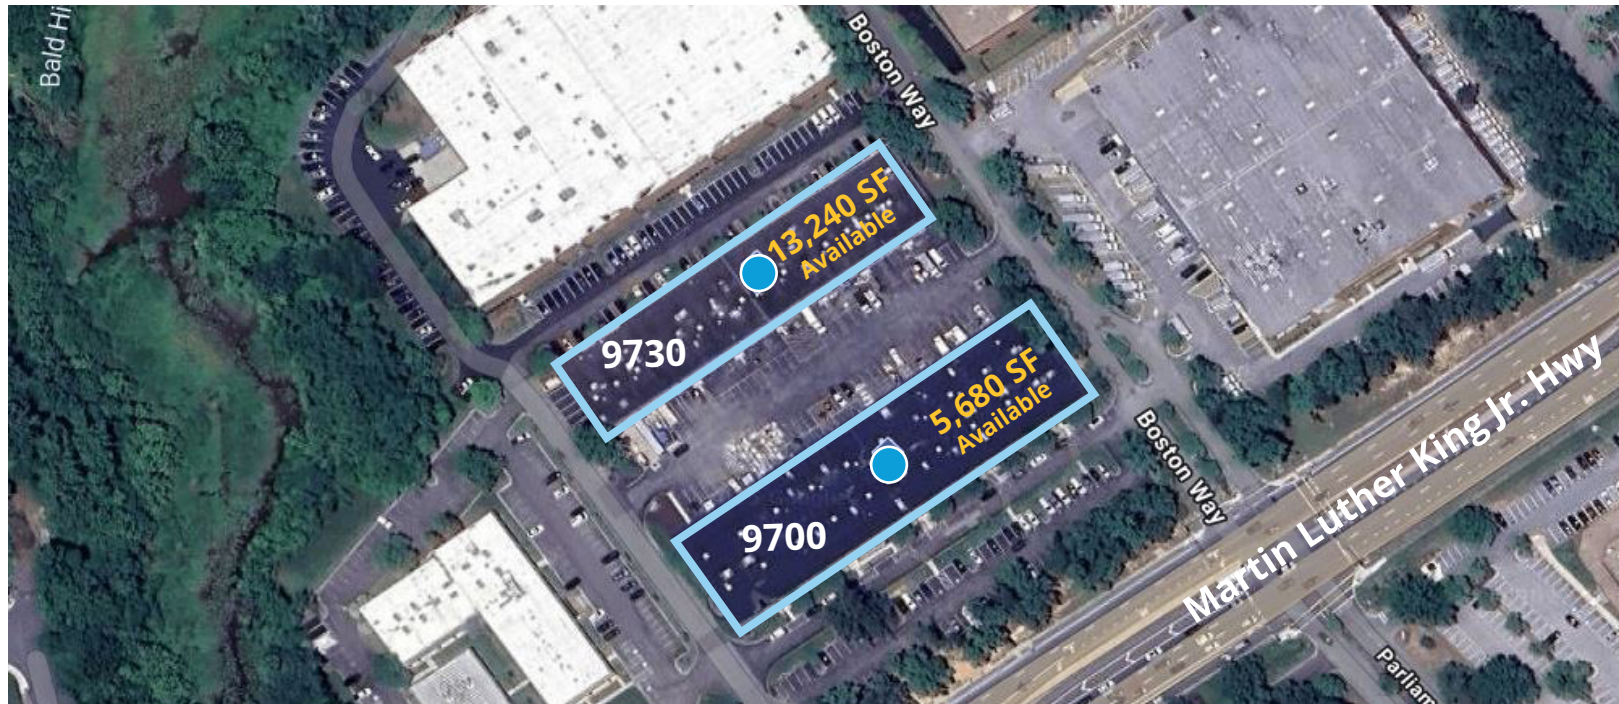 Bald Hi
Boston Way
13,240 SF
Available
9730
5,680 SF
Available
9700
Boston Way
Martin Luther King Jr. Hwy
Parliam